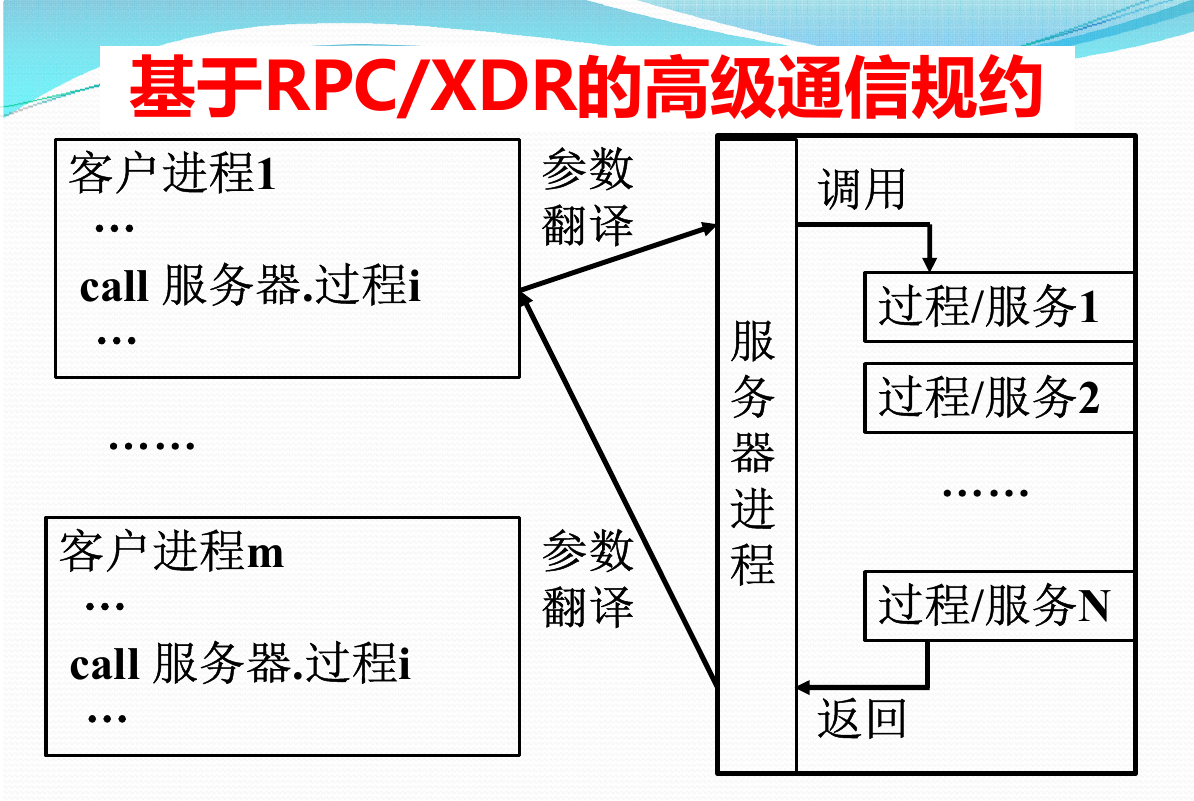 基于RPC/XDR的高级通信规约
客户进程1
…
call 服务器.过程i
…
……
客户进程m
…
call 服务器.过程i
…
参数
翻译
参数
翻译
服
务
器
进
程
调用
过程/服务1
过程/服务2
……
过程/服务N
返回